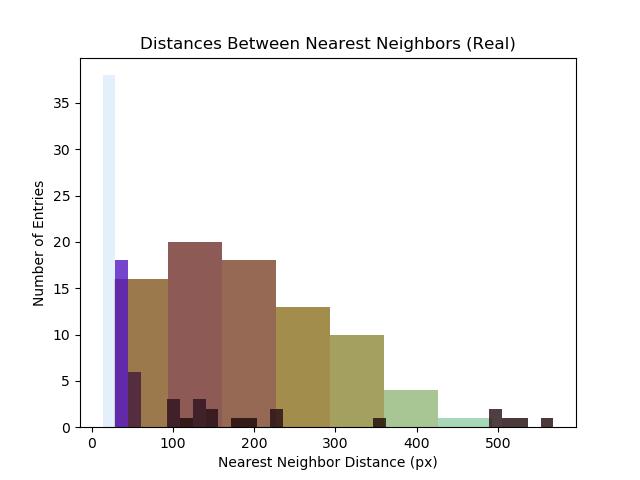 Distances Between Nearest Neighbors (Real)
35
30
25
20
15
10
5
0
Number of Entries
0 100 200 300 400 500
Nearest Neighbor Distance (px)